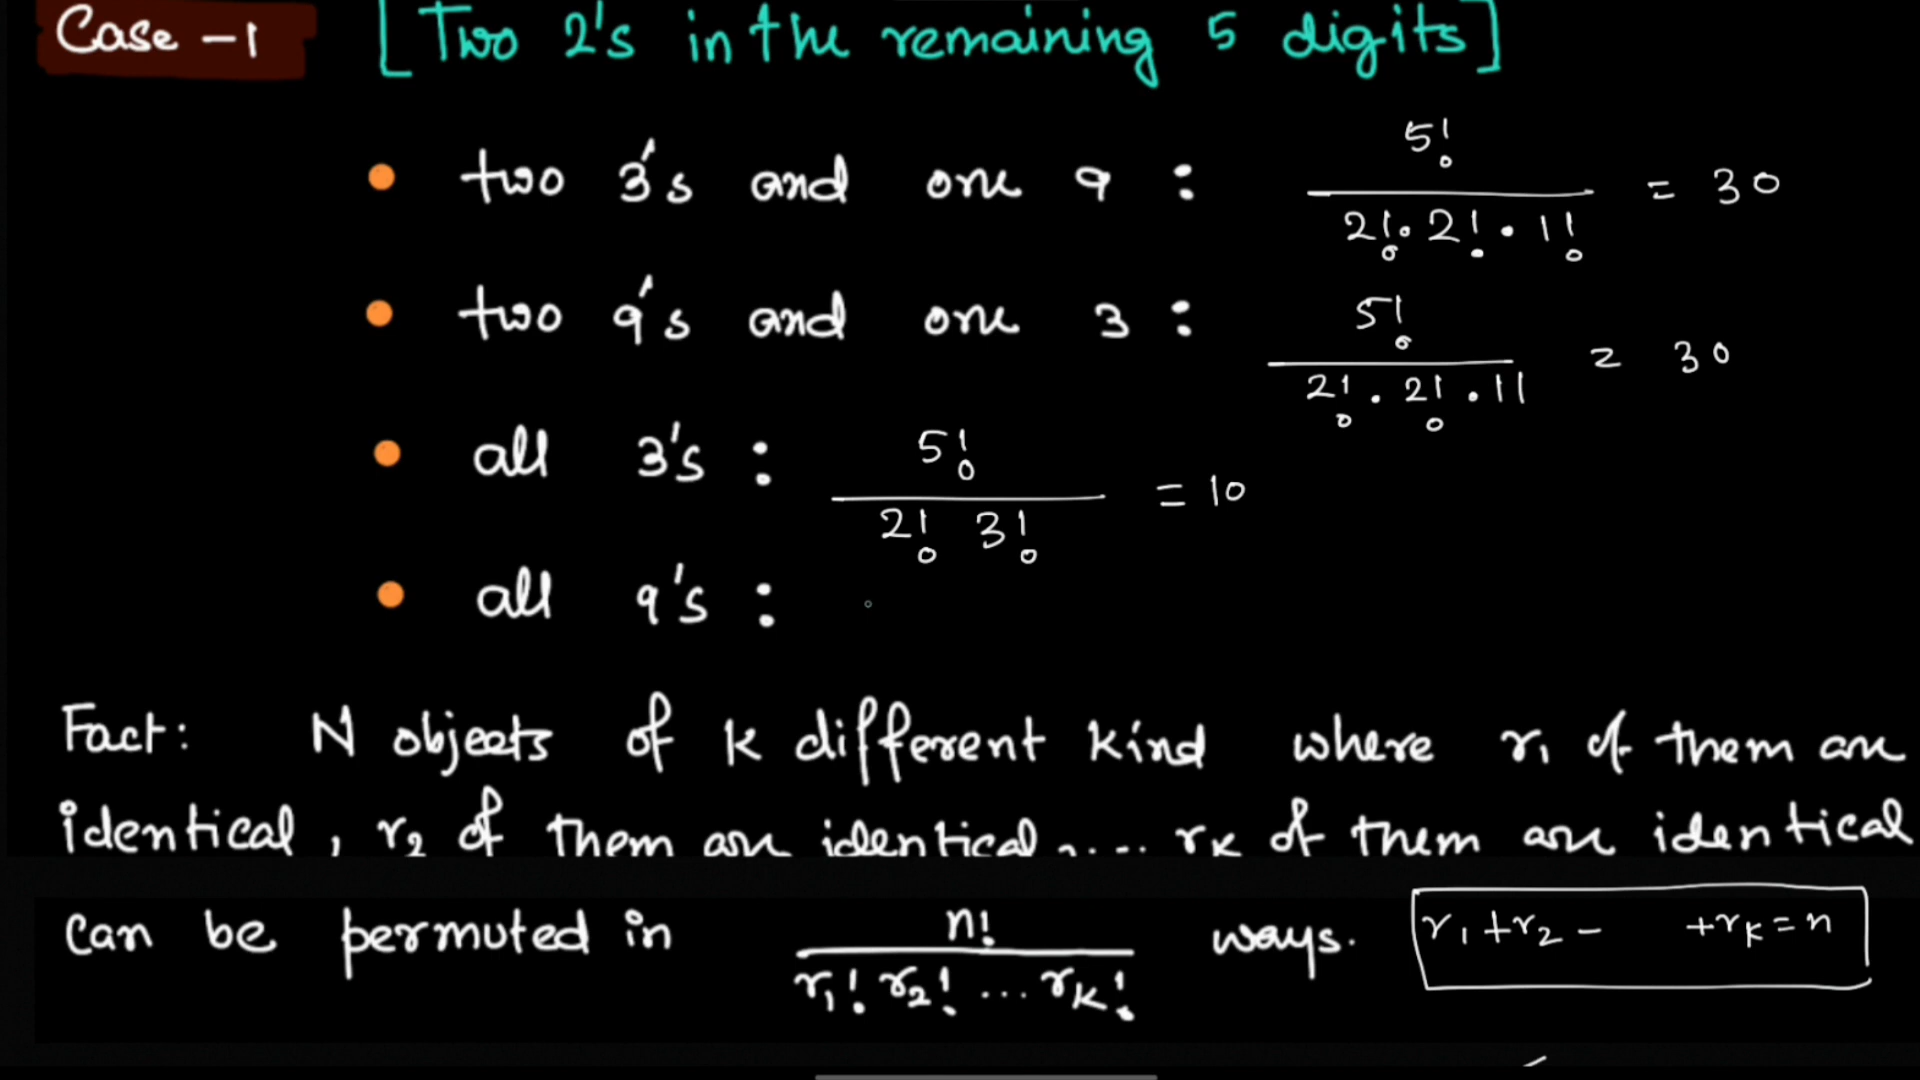 Case -1 [Two 2's in the remaining 5 digits]
• two 3's and one 9 : 5! / 2!.2!.1! = 30
• two 9's and one 3 : 5! / 2!.2!.1! = 30
• all 3's : 5! / 2! 3! = 10
• all 9's :
Fact: N objects of K different kind where r₁ of them are
identical, r₂ of them are identical, .... rK of them are identical
can be permuted in n! / r₁! r₂! ... rK! ways. r₁+r₂- +rK=n